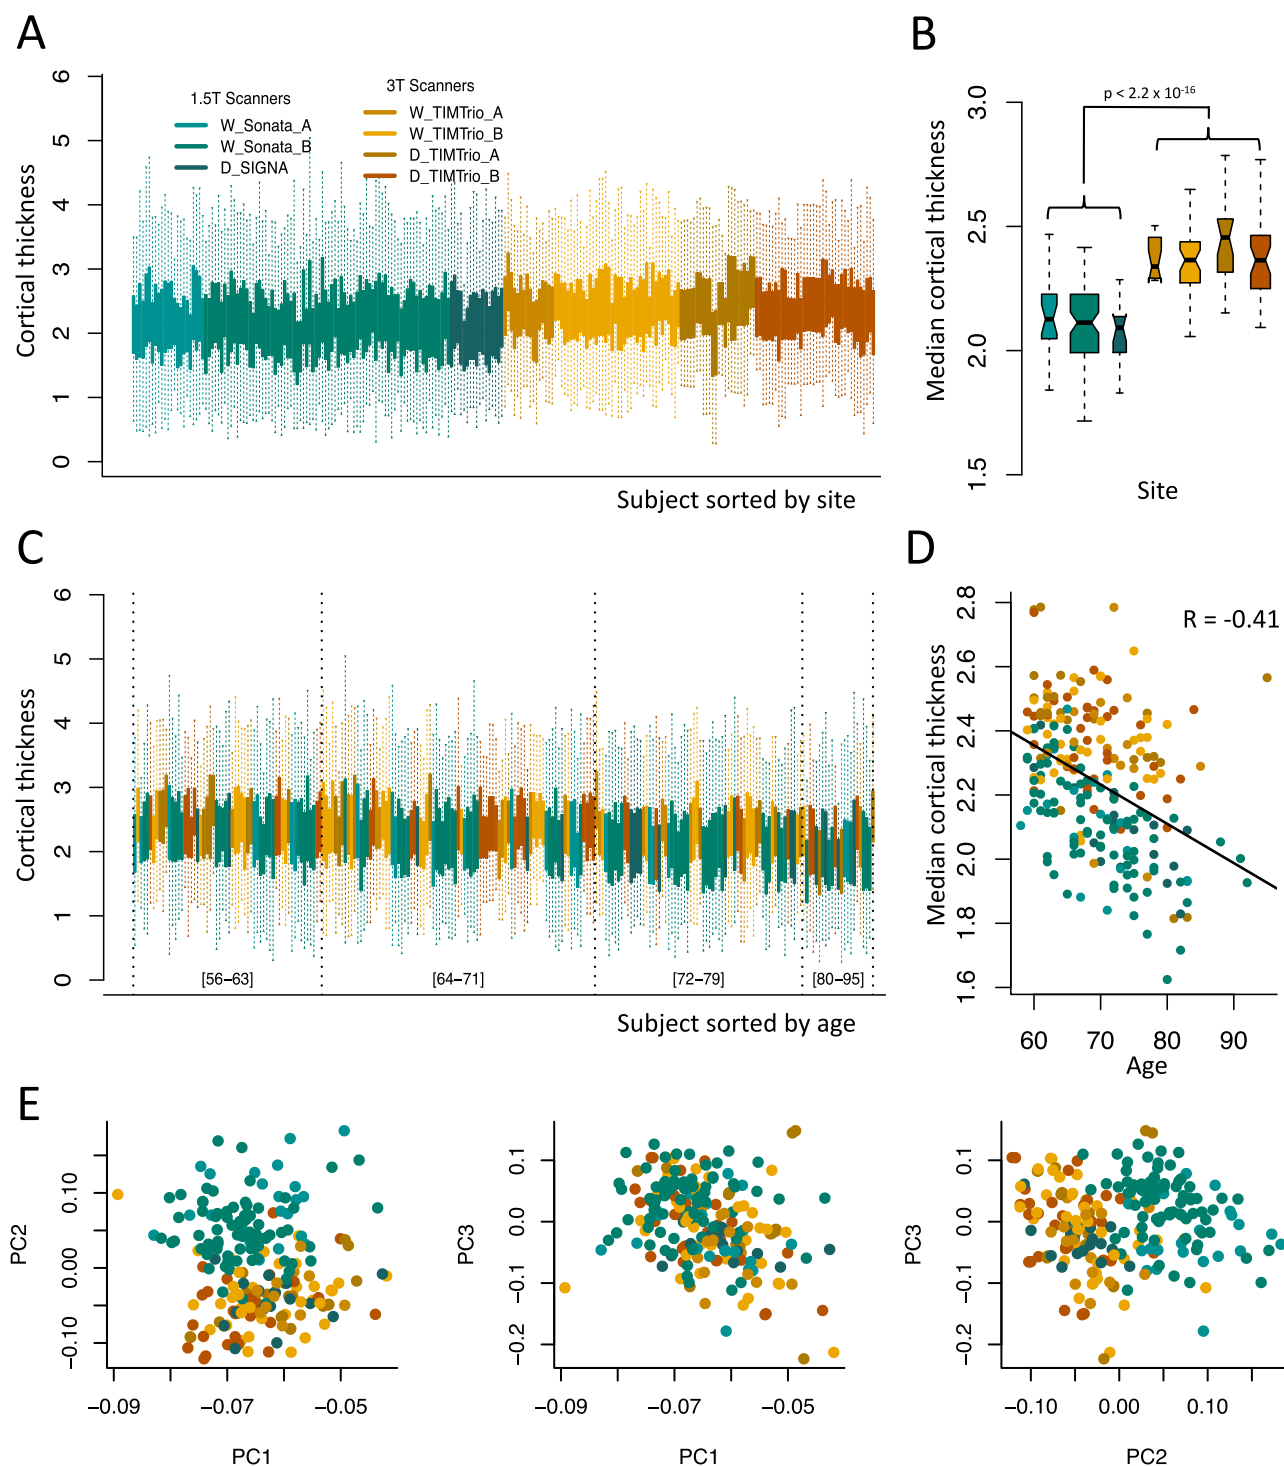 A
6
5
4
3
2
1
0
Cortical thickness
1.5T Scanners
W_Sonata_A
W_Sonata_B
D_SIGNA
3T Scanners
W_TIMTrio_A
W_TIMTrio_B
D_TIMTrio_A
D_TIMTrio_B
Subject sorted by site
B
3.0
2.5
2.0
1.5
Median cortical thickness
p < 2.2 x 10-16
Site
C
6
5
4
3
2
1
0
Cortical thickness
[56–63]
[64–71]
[72–79]
[80–95]
Subject sorted by age
D
2.8
2.6
2.4
2.2
2.0
1.8
1.6
Median cortical thickness
R = -0.41
60 70 80 90
Age
E
0.10
0.00
−0.10
PC2
−0.09 −0.07 −0.05
PC1
0.1
0.0
−0.1
−0.2
PC3
−0.09 −0.07 −0.05
PC1
0.1
0.0
−0.1
−0.2
PC3
−0.10 0.00 0.10
PC2